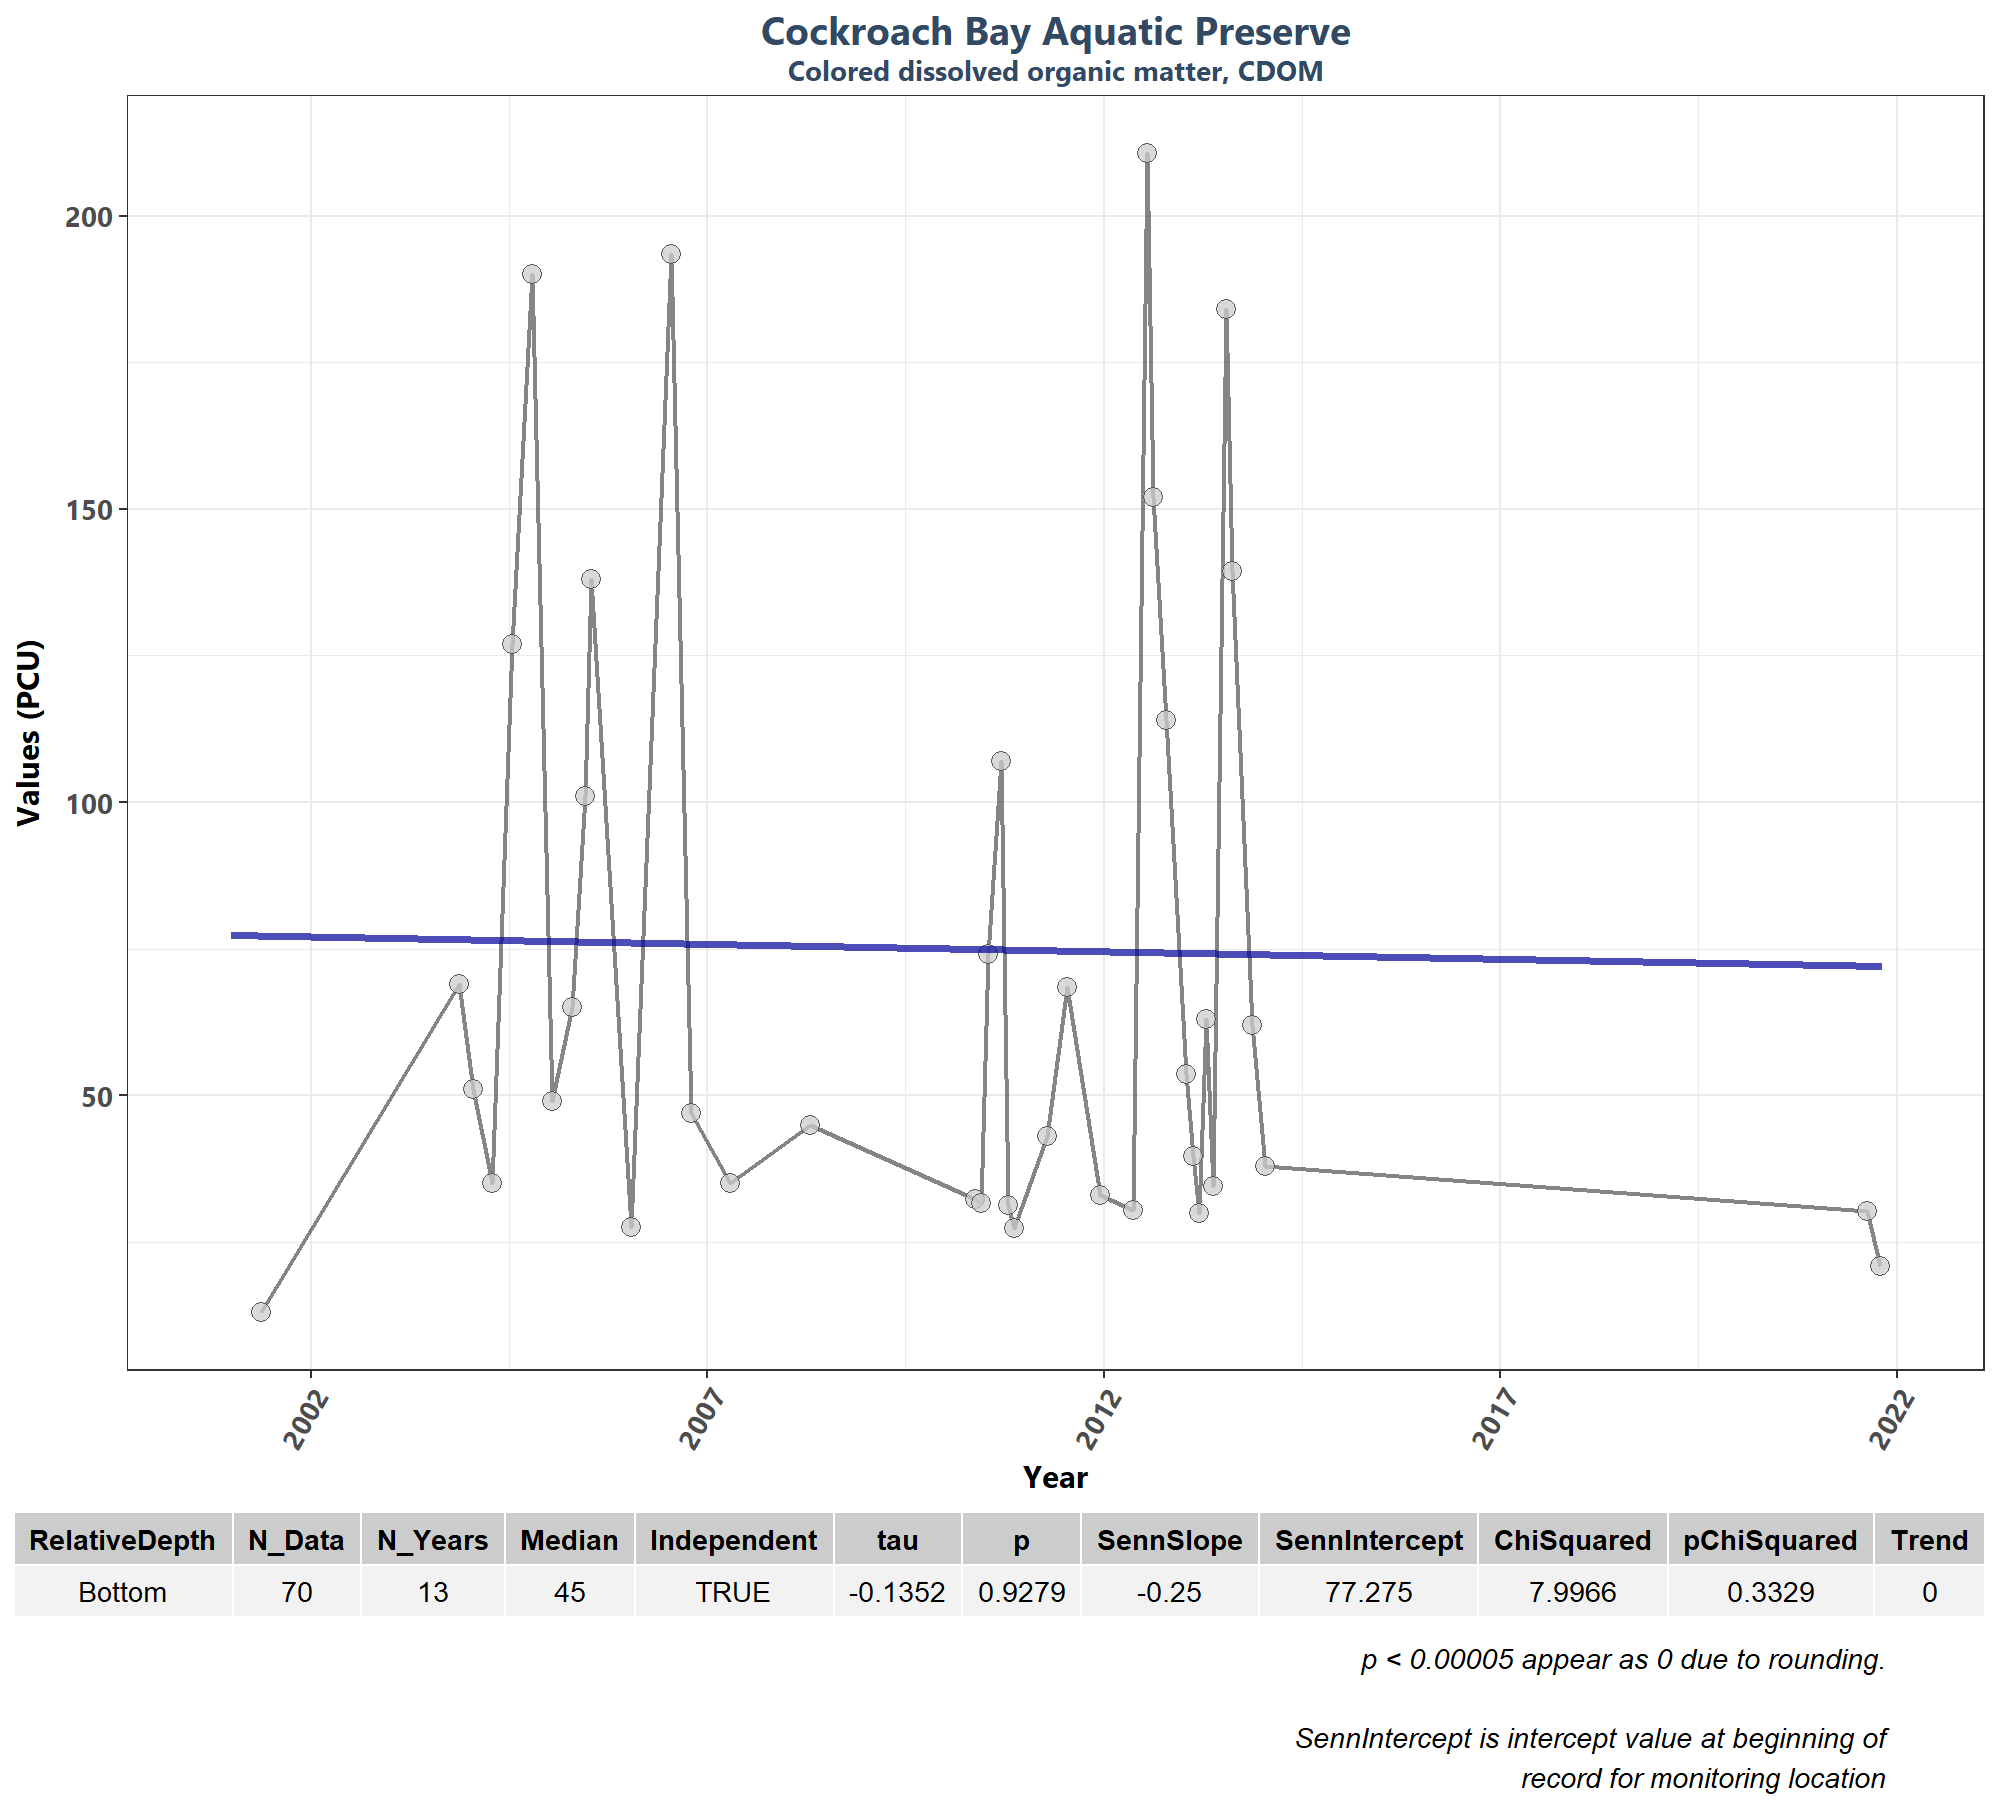 Cockroach Bay Aquatic Preserve
Colored dissolved organic matter, CDOM
200
150
100
50
Values (PCU)
2002 2007 2012 2017 2022
Year
RelativeDepth N_Data N_Years Median Independent tau p SennSlope SennIntercept ChiSquared pChiSquared Trend
Bottom 70 13 45 TRUE -0.1352 0.9279 -0.25 77.275 7.9966 0.3329 0
p < 0.00005 appear as 0 due to rounding.
SennIntercept is intercept value at beginning of
record for monitoring location